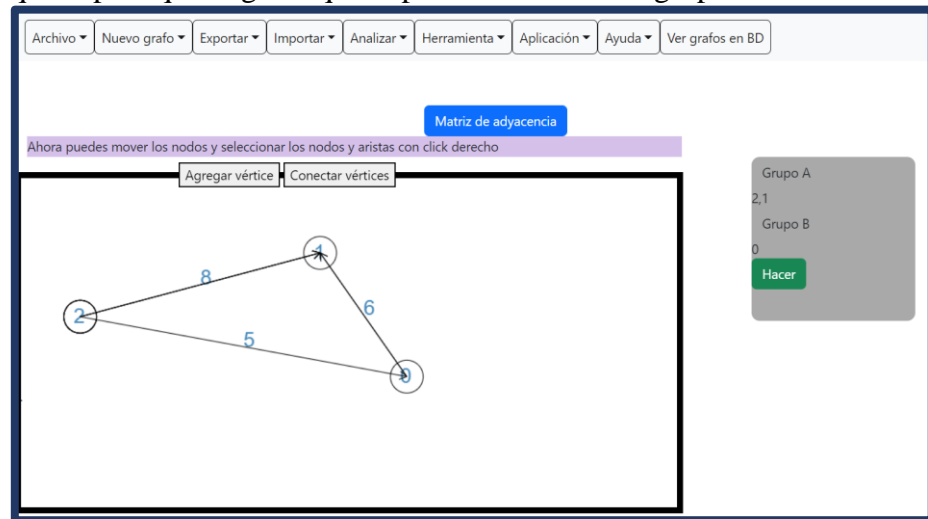 Archivo Nuevo grafo Exportar Importar Analizar Herramienta Aplicación Ayuda Ver grafos en BD
Matriz de adyacencia
Ahora puedes mover los nodos y seleccionar los nodos y aristas con click derecho
Agregar vértice Conectar vértices
Grupo A
2,1
Grupo B
0
Hacer
1
8
6
2
5
0